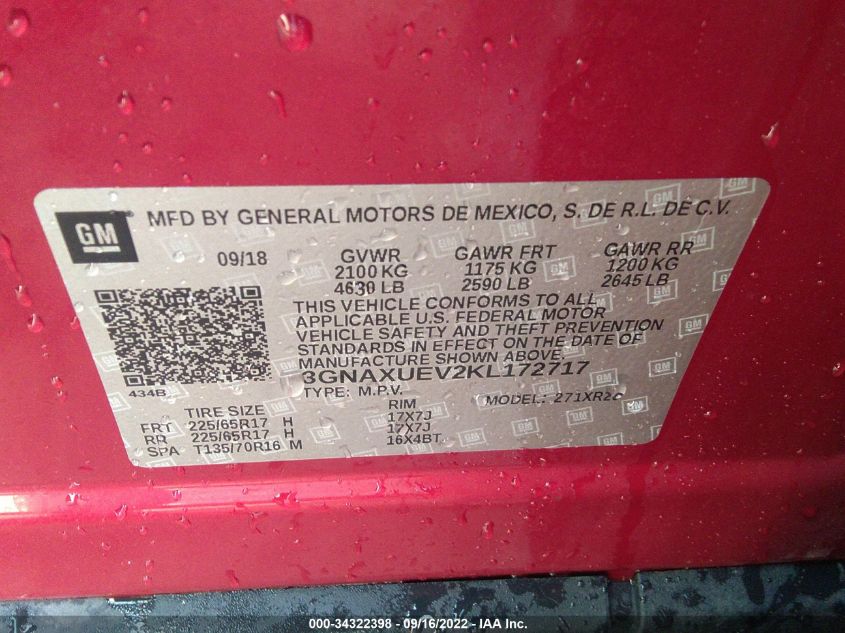 GM
MFD BY GENERAL MOTORS DE MEXICO, S. DE R.L. DE C.V.
09/18 GVWR GAWR FRT GAWR RR
2100 KG 1175 KG 1200 KG
4630 LB 2590 LB 2645 LB
THIS VEHICLE CONFORMS TO ALL
APPLICABLE U.S. FEDERAL MOTOR
VEHICLE SAFETY AND THEFT PREVENTION
STANDARDS IN EFFECT ON THE DATE OF
MANUFACTURE SHOWN ABOVE.
3GNAXUEV2KL172717
434B TYPE: M.P.V. MODEL:
TIRE SIZE RIM
FRT 225/65R17 H 17X7J
RR 225/65R17 H 17X7J
SPA T135/70R16 M 16X4BT
000-34322398 - 09/16/2022 - IAA Inc.